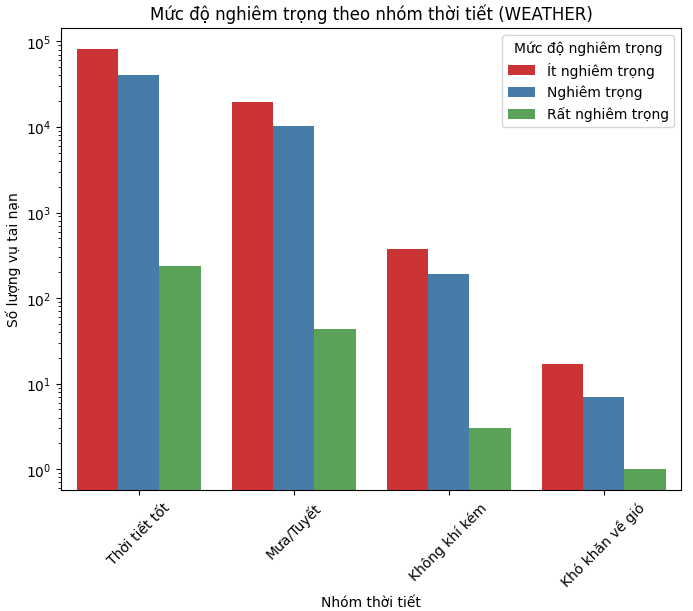 Mức độ nghiêm trọng theo nhóm thời tiết (WEATHER)
Mức độ nghiêm trọng
Ít nghiêm trọng
Nghiêm trọng
Rất nghiêm trọng
Số lượng vụ tai nạn
10⁵
10⁴
10³
10²
10¹
10⁰
Thời tiết tốt
Mưa/Tuyết
Không khí kém
Khó khăn về gió
Nhóm thời tiết